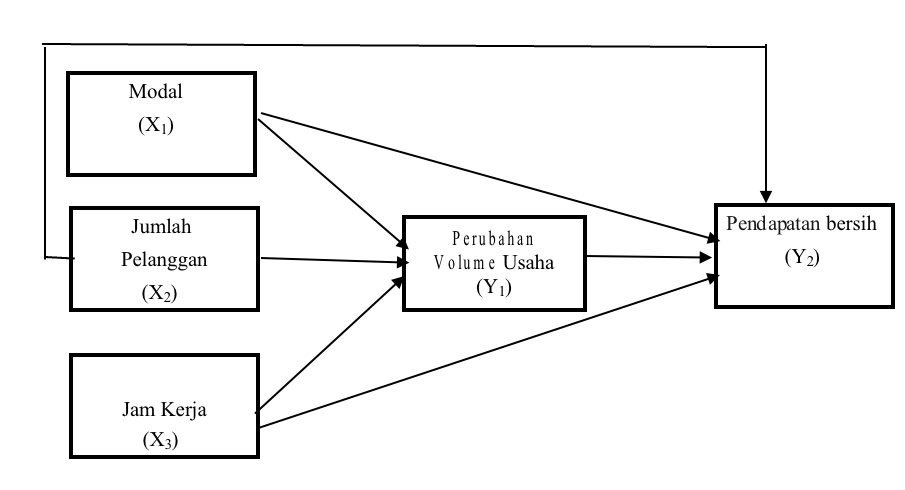 Modal
(X₁)
Jumlah
Pelanggan
(X₂)
Jam Kerja
(X₃)
Perubahan
Volume Usaha
(Y₁)
Pendapatan bersih
(Y₂)